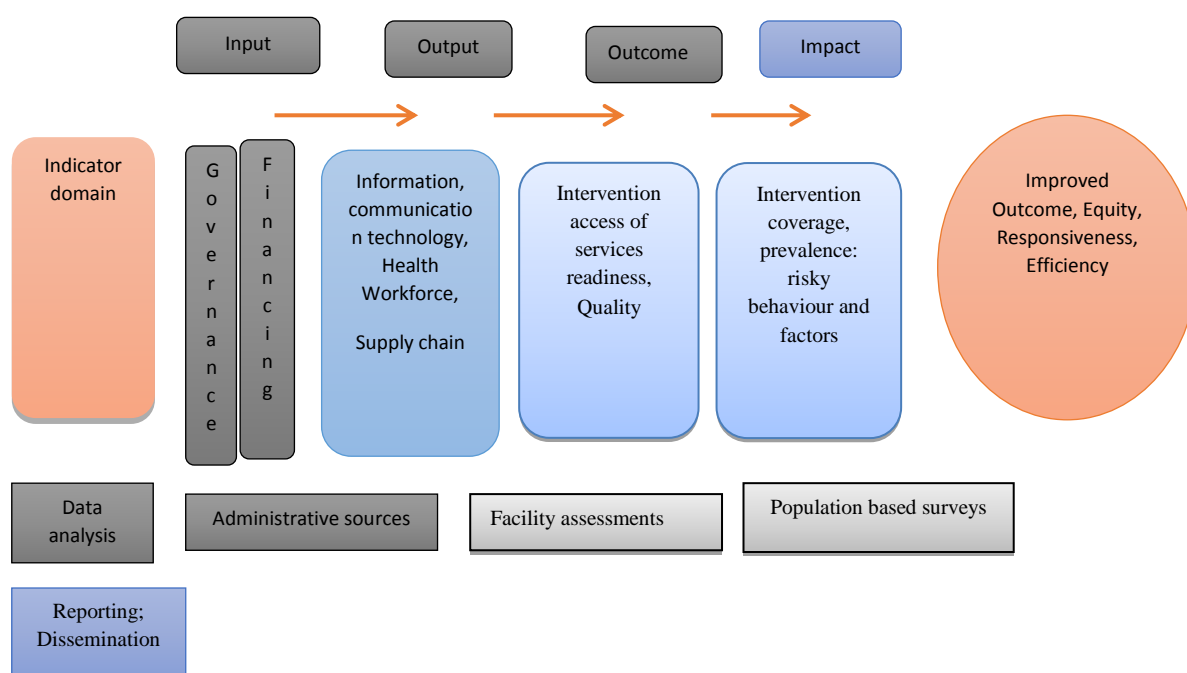 Input
Output
Outcome
Impact
Indicator
domain
Governance
Financing
Information,
communicatio
n technology,
Health
Workforce,
Supply chain
Intervention
access of
services
readiness,
Quality
Intervention
coverage,
prevalence:
risky
behaviour and
factors
Improved
Outcome, Equity,
Responsiveness,
Efficiency
Data
analysis
Administrative sources
Facility assessments
Population based surveys
Reporting;
Dissemination